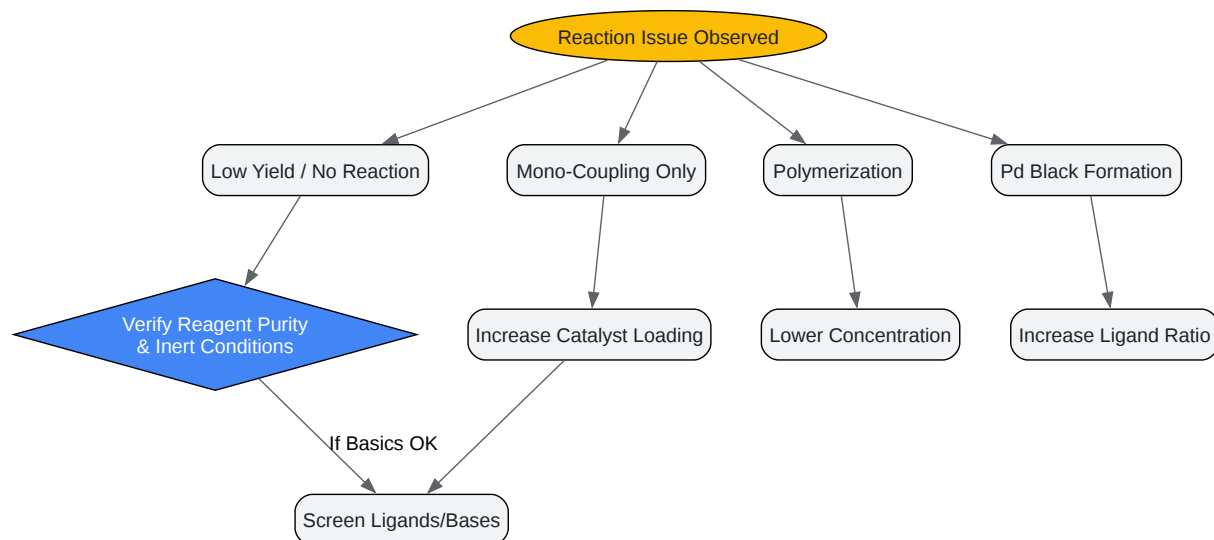 Reaction Issue Observed
Low Yield / No Reaction
Mono-Coupling Only
Polymerization
Pd Black Formation
Verify Reagent Purity
& Inert Conditions
Increase Catalyst Loading
Lower Concentration
Increase Ligand Ratio
If Basics OK
Screen Ligands/Bases